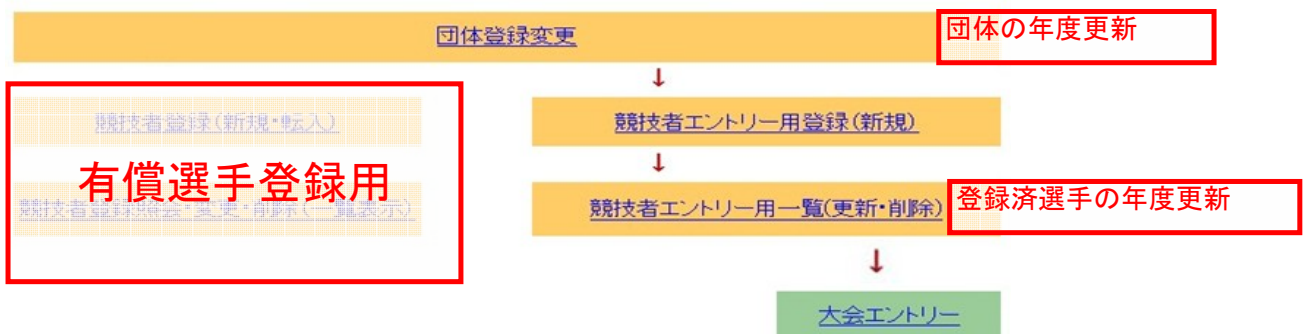 団体登録変更
団体の年度更新
↓
競技者登録(新規・転入)
競技者エントリー用登録(新規)
↓
有償選手登録用
競技者登録照会・変更・削除(一覧表示)
競技者エントリー用一覧(更新・削除)
登録済選手の年度更新
↓
大会エントリー